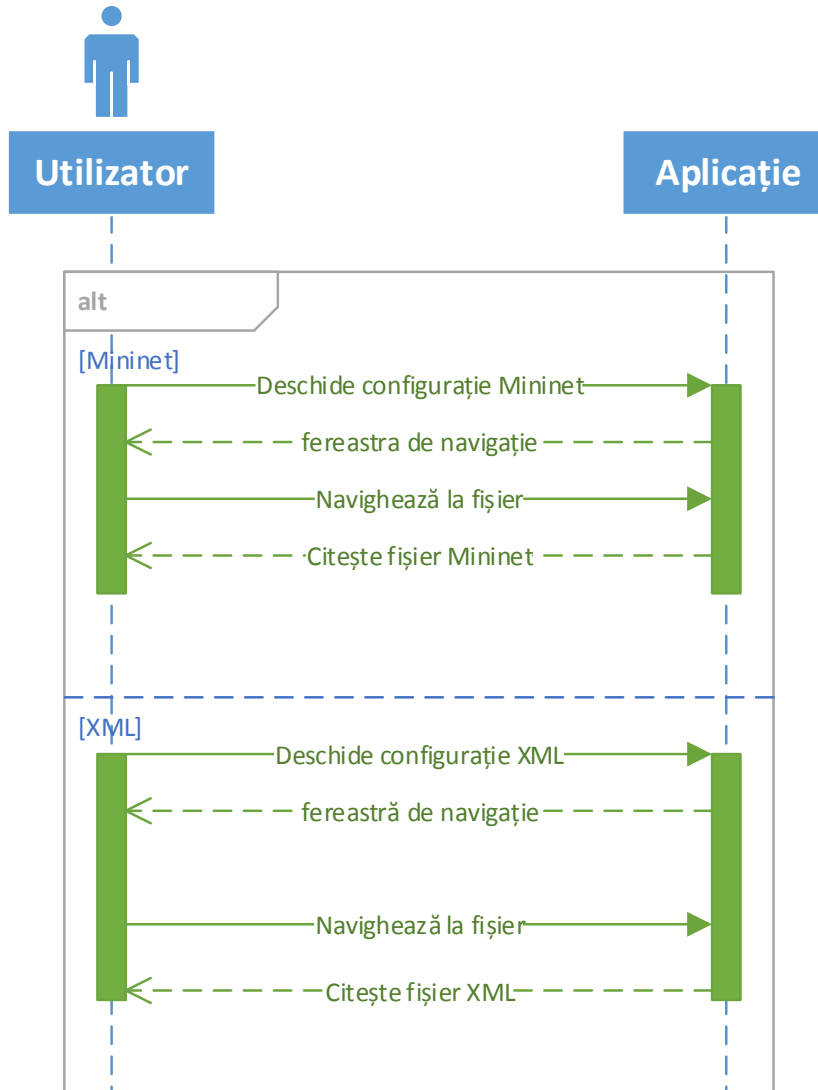 Utilizator
Aplicație
alt
[Mininet]
Deschide configurație Mininet
fereastra de navigație
Navighează la fișier
Citește fișier Mininet
[XML]
Deschide configurație XML
fereastră de navigație
Navighează la fișier
Citește fișier XML